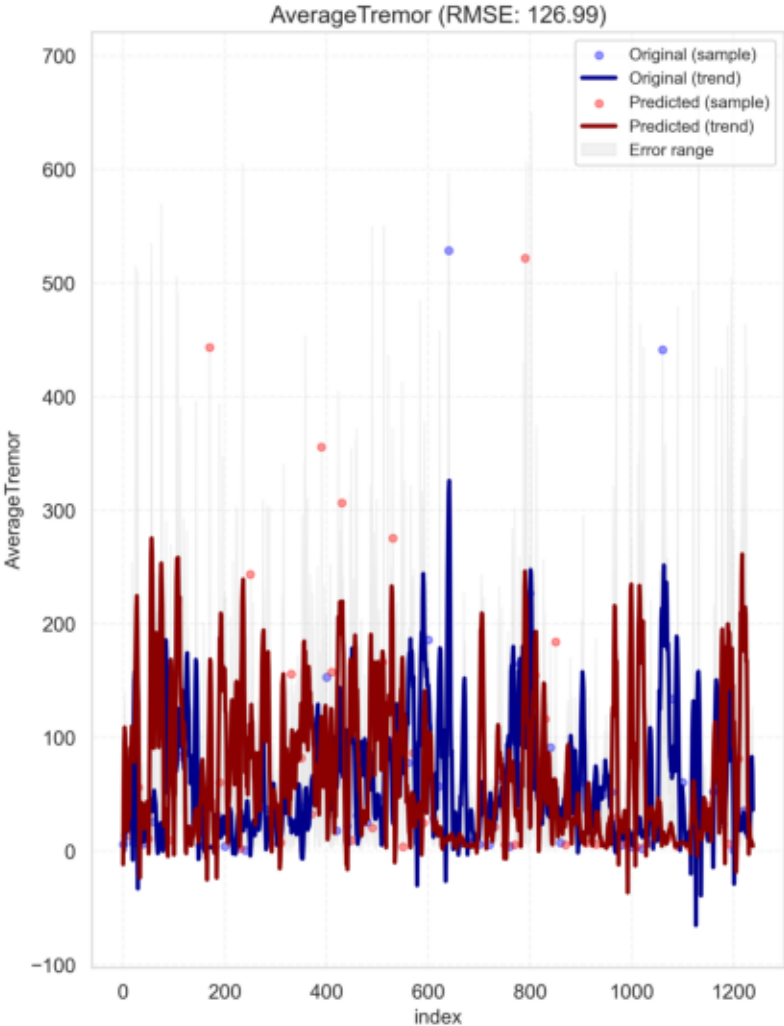 AverageTremor (RMSE: 126.99)
Original (sample)
Original (trend)
Predicted (sample)
Predicted (trend)
Error range
AverageTremor
700
600
500
400
300
200
100
0
−100
0 200 400 600 800 1000 1200
index